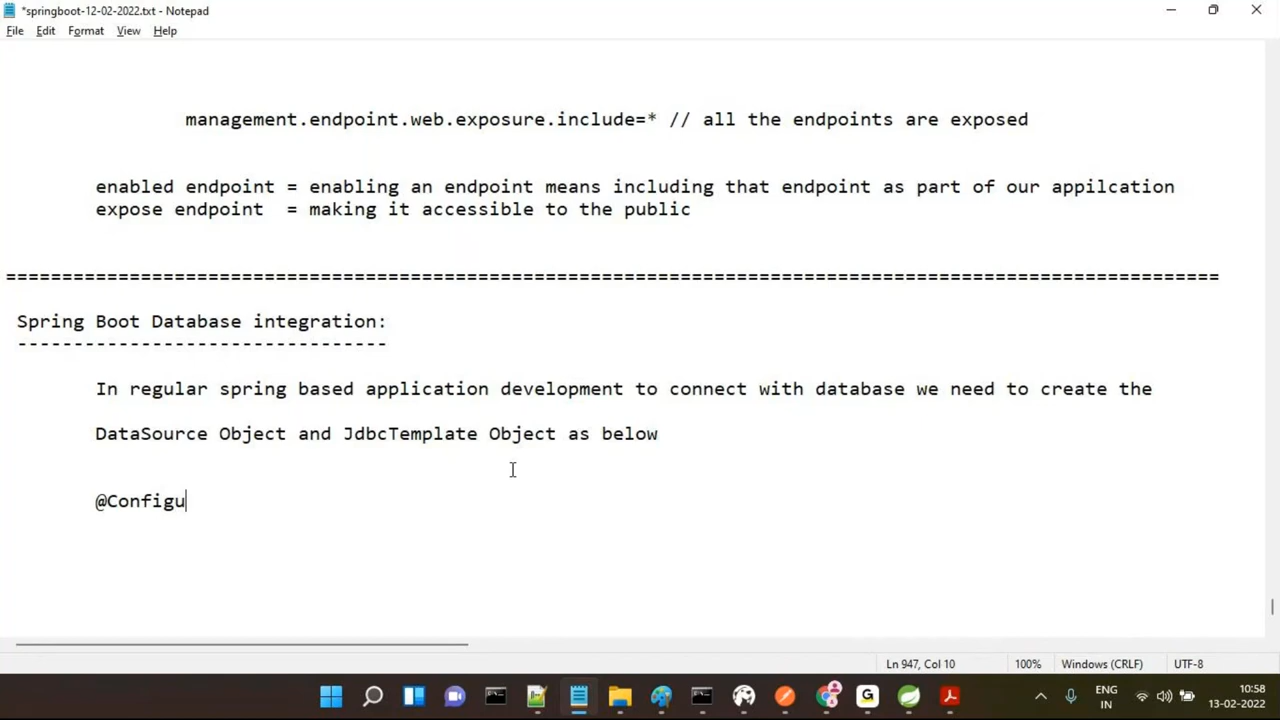 *springboot-12-02-2022.txt - Notepad
File Edit Format View Help
management.endpoint.web.exposure.include=* // all the endpoints are exposed
enabled endpoint = enabling an endpoint means including that endpoint as part of our appilcation
expose endpoint  = making it accessible to the public
============================================================================================================
Spring Boot Database integration:
---------------------------------
In regular spring based application development to connect with database we need to create the
DataSource Object and JdbcTemplate Object as below
@Configu
Ln 947, Col 10 100% Windows (CRLF) UTF-8
ENG
IN
10:58
13-02-2022